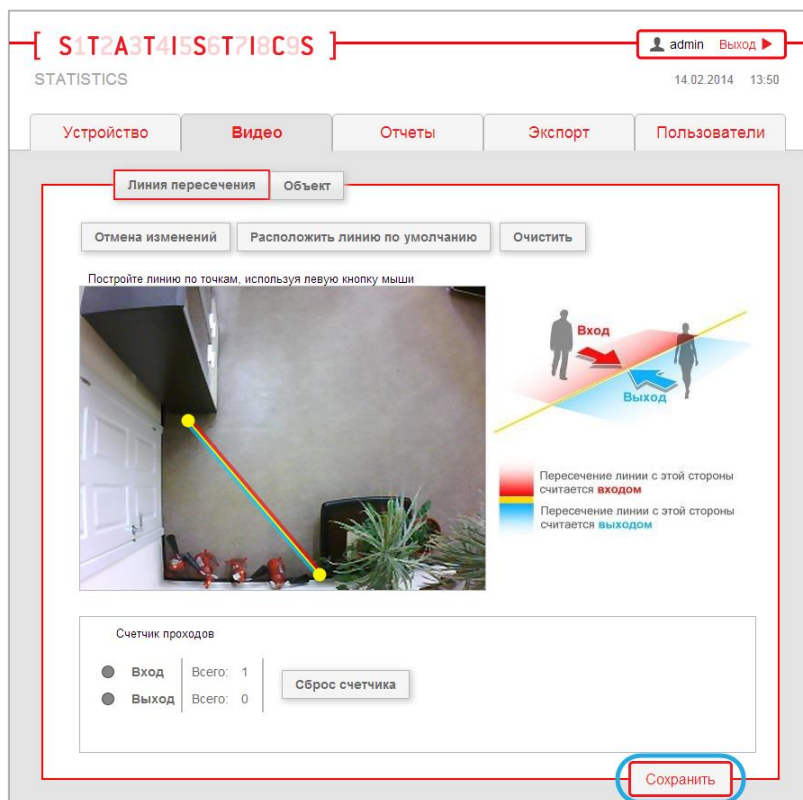 [ S1T2A3T4I5S6T7I8C9S ]
admin Выход
STATISTICS
14.02.2014 13:50
Устройство Видео Отчеты Экспорт Пользователи
Линия пересечения Объект
Отмена изменений Расположить линию по умолчанию Очистить
Постройте линию по точкам, используя левую кнопку мыши
Вход
Выход
Пересечение линии с этой стороны
считается входом
Пересечение линии с этой стороны
считается выходом
Счетчик проходов
Вход Всего: 1
Выход Всего: 0
Сброс счетчика
Сохранить